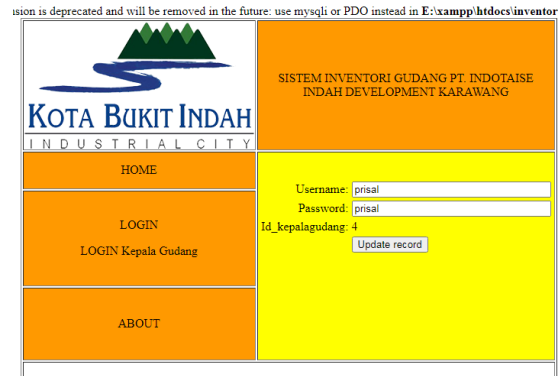 sion is deprecated and will be removed in the future: use mysqli or PDO instead in E:\xampp\htdocs\inventor
KOTA BUKIT INDAH
INDUSTRIAL CITY
SISTEM INVENTORI GUDANG PT. INDOTAISE
INDAH DEVELOPMENT KARAWANG
HOME
LOGIN
LOGIN Kepala Gudang
ABOUT
Username: prisal
Password: prisal
Id_kepalagudang: 4
Update record